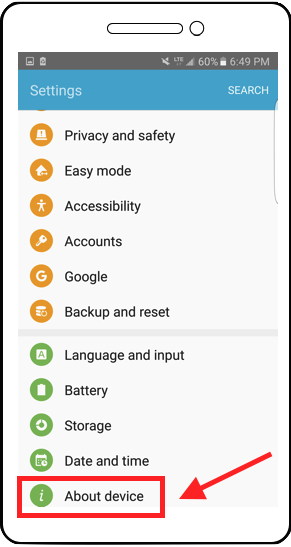 LTE 60% 6:49 PM
Settings SEARCH
Privacy and safety
Easy mode
Accessibility
Accounts
G Google
Backup and reset
A Language and input
Battery
Storage
Date and time
i About device